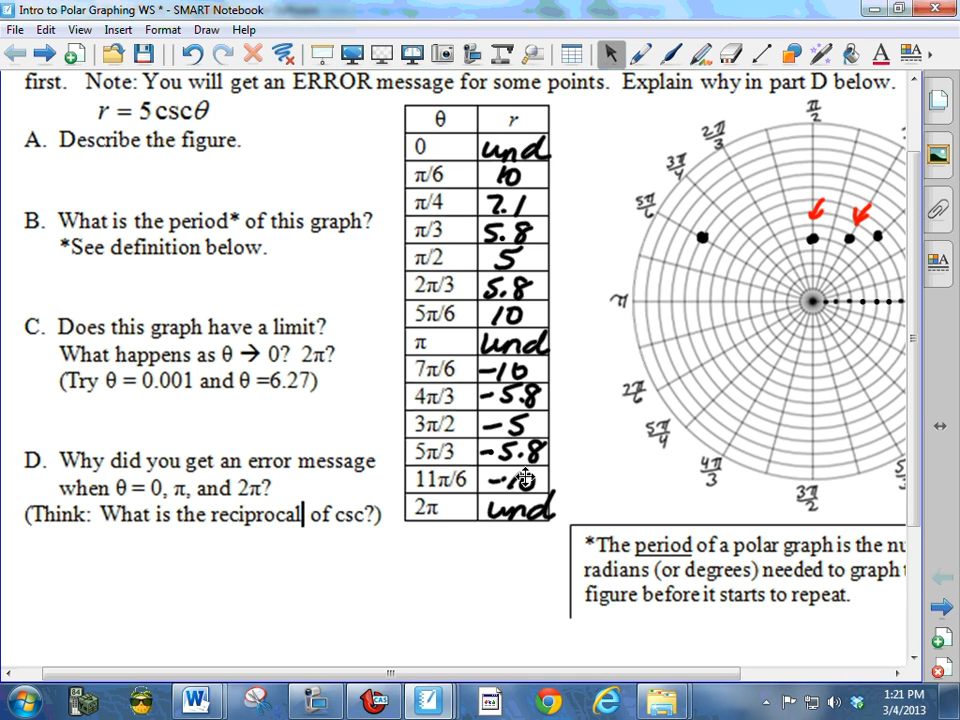 Intro to Polar Graphing WS * - SMART Notebook
File Edit View Insert Format Draw Help
first. Note: You will get an ERROR message for some points. Explain why in part D below.
r = 5 cscθ
A. Describe the figure.
B. What is the period* of this graph?
*See definition below.
C. Does this graph have a limit?
What happens as θ → 0? 2π?
(Try θ = 0.001 and θ =6.27)
D. Why did you get an error message
when θ = 0, π, and 2π?
(Think: What is the reciprocal of csc?)
θ r
0 und
π/6 10
π/4 7.1
π/3 5.8
π/2 5
2π/3 5.8
5π/6 10
π und
7π/6 -10
4π/3 -5.8
3π/2 -5
5π/3 -5.8
11π/6 -10
2π und
π/2
2π/3
3π/4
5π/6
π
7π/6
5π/4
4π/3
3π/2
*The period of a polar graph is the nu
radians (or degrees) needed to graph
figure before it starts to repeat.
84
CAS
1:21 PM
3/4/2013